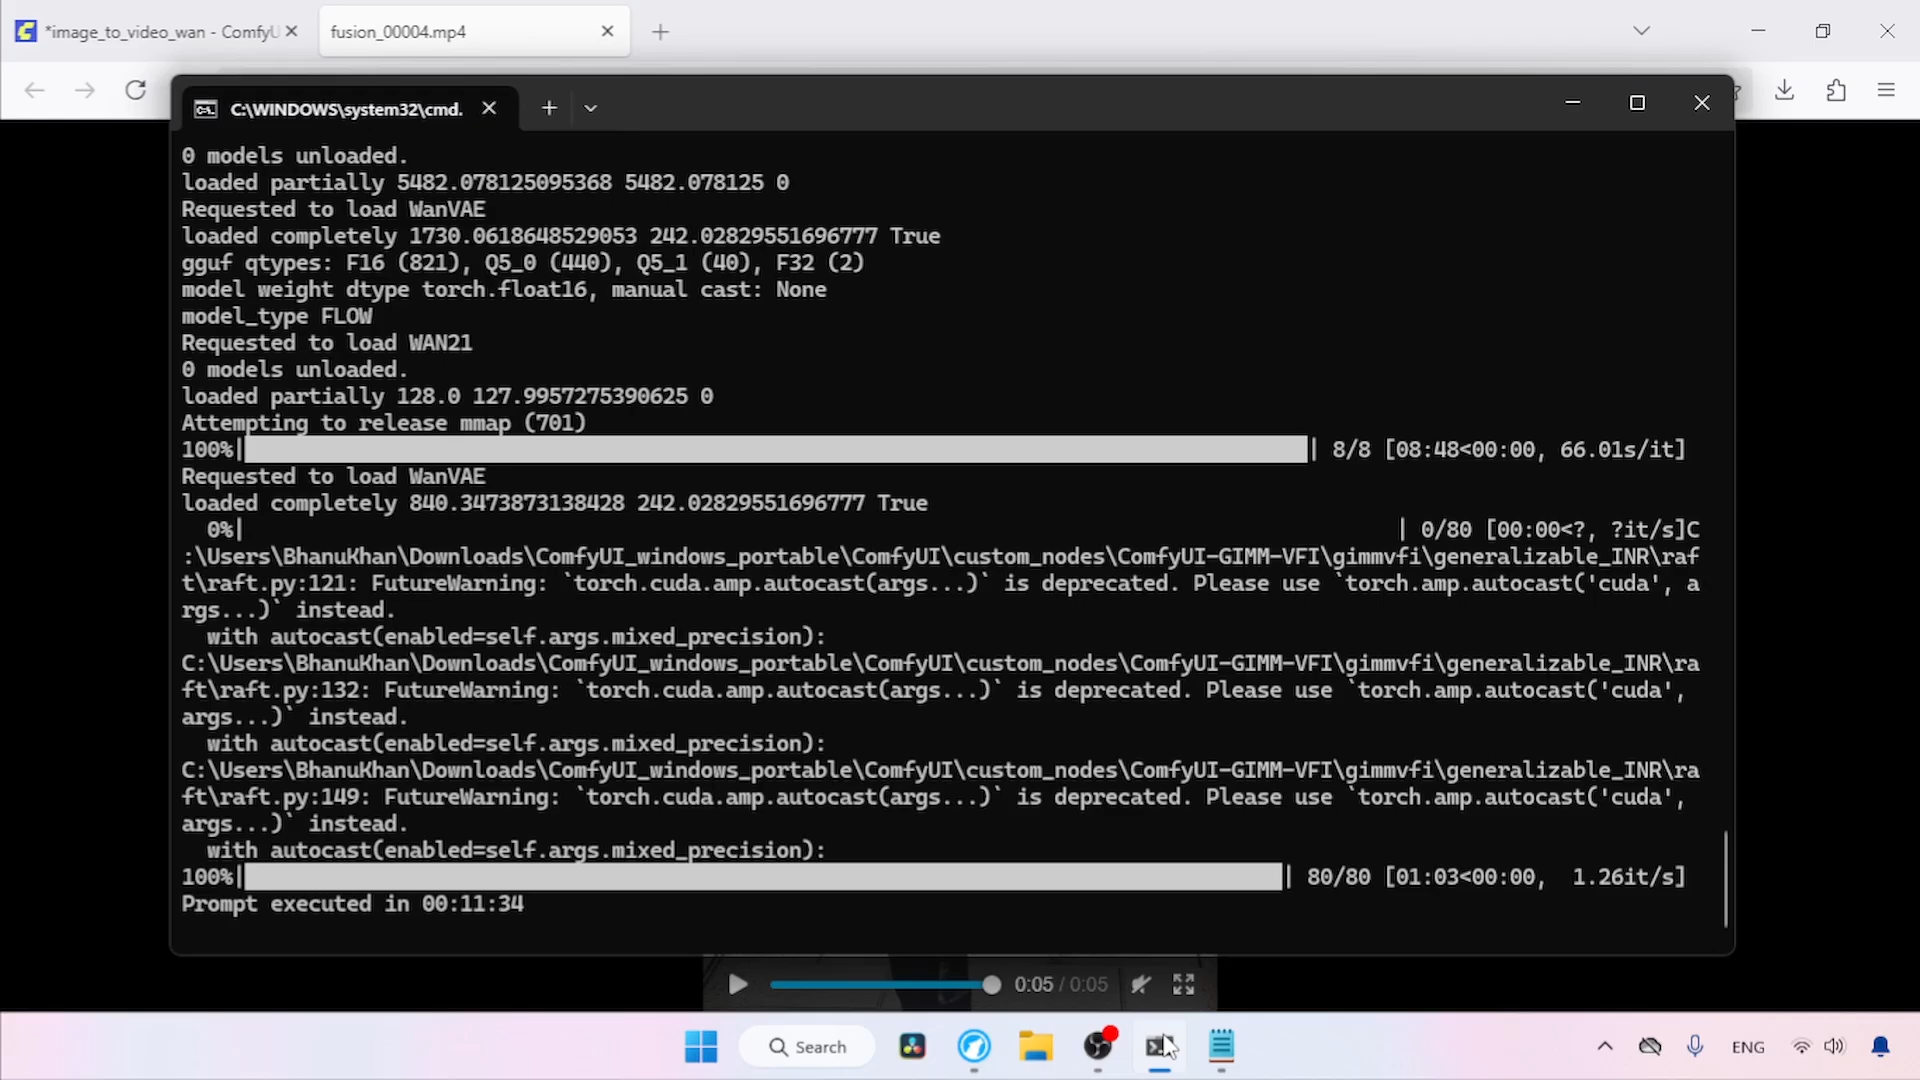 *image_to_video_wan - ComfyU
fusion_00004.mp4
C:\WINDOWS\system32\cmd.
0 models unloaded.
loaded partially 5482.078125095368 5482.078125 0
Requested to load WanVAE
loaded completely 1730.0618648529053 242.02829551696777 True
gguf qtypes: F16 (821), Q5_0 (440), Q5_1 (40), F32 (2)
model weight dtype torch.float16, manual cast: None
model_type FLOW
Requested to load WAN21
0 models unloaded.
loaded partially 128.0 127.9957275390625 0
Attempting to release mmap (701)
100%| | 8/8 [08:48<00:00, 66.01s/it]
Requested to load WanVAE
loaded completely 840.3473873138428 242.02829551696777 True
0%| | 0/80 [00:00<?, ?it/s]C
:\Users\BhanuKhan\Downloads\ComfyUI_windows_portable\ComfyUI\custom_nodes\ComfyUI-GIMM-VFI\gimmvfi\generalizable_INR\raf
t\raft.py:121: FutureWarning: `torch.cuda.amp.autocast(args...)` is deprecated. Please use `torch.amp.autocast('cuda', a
rgs...)` instead.
with autocast(enabled=self.args.mixed_precision):
C:\Users\BhanuKhan\Downloads\ComfyUI_windows_portable\ComfyUI\custom_nodes\ComfyUI-GIMM-VFI\gimmvfi\generalizable_INR\ra
ft\raft.py:132: FutureWarning: `torch.cuda.amp.autocast(args...)` is deprecated. Please use `torch.amp.autocast('cuda',
args...)` instead.
with autocast(enabled=self.args.mixed_precision):
C:\Users\BhanuKhan\Downloads\ComfyUI_windows_portable\ComfyUI\custom_nodes\ComfyUI-GIMM-VFI\gimmvfi\generalizable_INR\ra
ft\raft.py:149: FutureWarning: `torch.cuda.amp.autocast(args...)` is deprecated. Please use `torch.amp.autocast('cuda',
args...)` instead.
with autocast(enabled=self.args.mixed_precision):
100%| | 80/80 [01:03<00:00, 1.26it/s]
Prompt executed in 00:11:34
0:05 / 0:05
Search
ENG